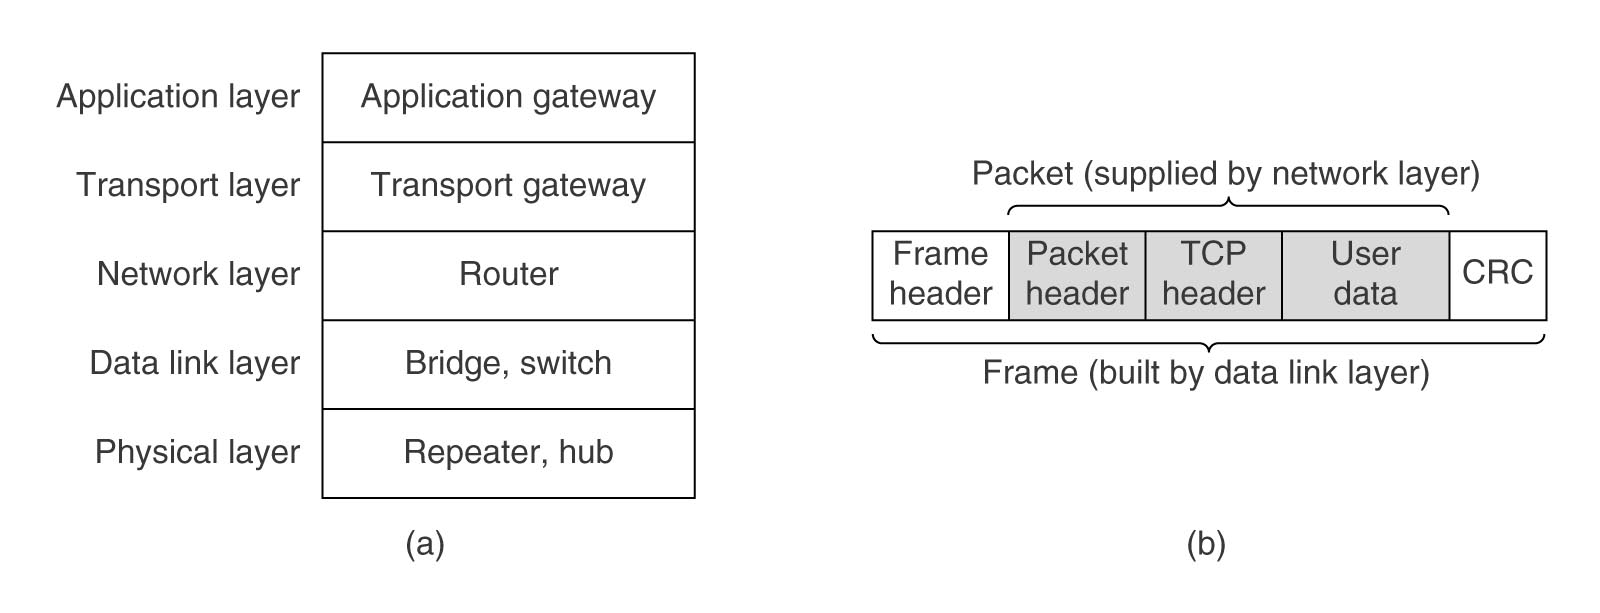 Application layer
Application gateway
Transport layer
Transport gateway
Network layer
Router
Data link layer
Bridge, switch
Physical layer
Repeater, hub
(a)
Packet (supplied by network layer)
Frame
header
Packet
header
TCP
header
User
data
CRC
Frame (built by data link layer)
(b)